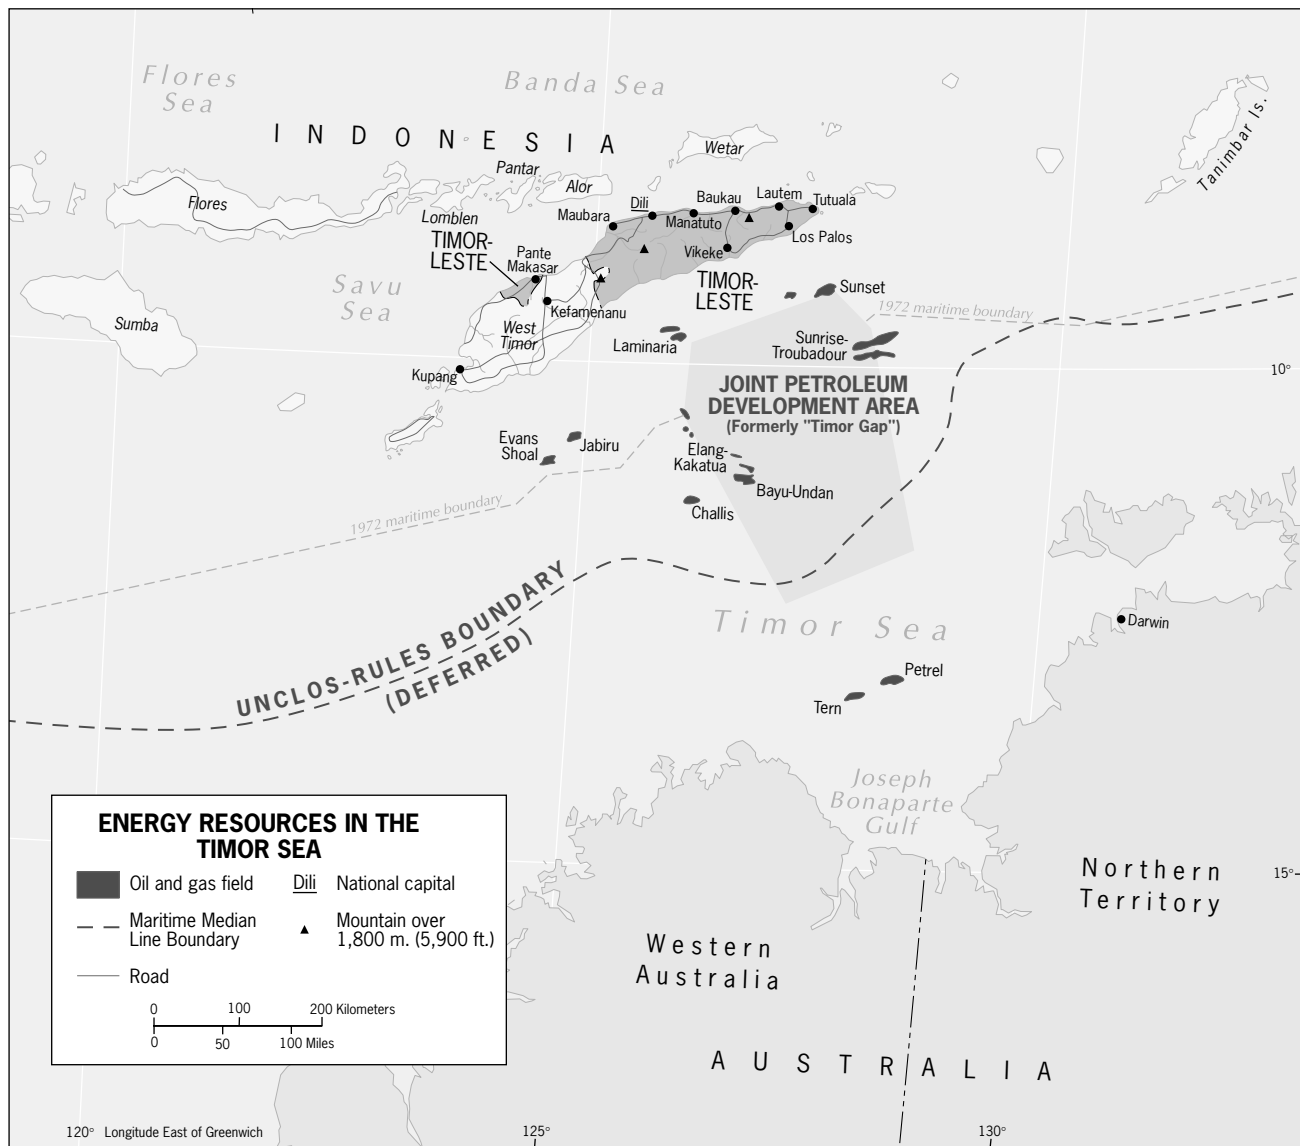 Flores
Sea
Banda Sea
INDONESIA
Tanimbar Is.
Wetar
Pantar
Alor
Flores
Lomblen
Maubara
Dili
Manatuto
Baukau
Lautem
Tutuala
Los Palos
Vikeke
TIMOR-
LESTE
Pante
Makasar
TIMOR-
LESTE
Savu
Sea
Sumba
Kefamenanu
West
Timor
Kupang
Sunset
1972 maritime boundary
Laminaria
Sunrise-
Troubadour
10°
JOINT PETROLEUM
DEVELOPMENT AREA
(Formerly "Timor Gap")
Evans
Shoal
Jabiru
Elang-
Kakatua
Bayu-Undan
Challis
1972 maritime boundary
UNCLOS-RULES BOUNDARY
(DEFERRED)
Timor Sea
Darwin
Petrel
Tern
Joseph
Bonaparte
Gulf
Northern
Territory
15°
Western
Australia
AUSTRALIA
ENERGY RESOURCES IN THE
TIMOR SEA
Oil and gas field
Dili National capital
Maritime Median
Line Boundary
Mountain over
1,800 m. (5,900 ft.)
Road
0 100 200 Kilometers
0 50 100 Miles
120° Longitude East of Greenwich 125° 130°